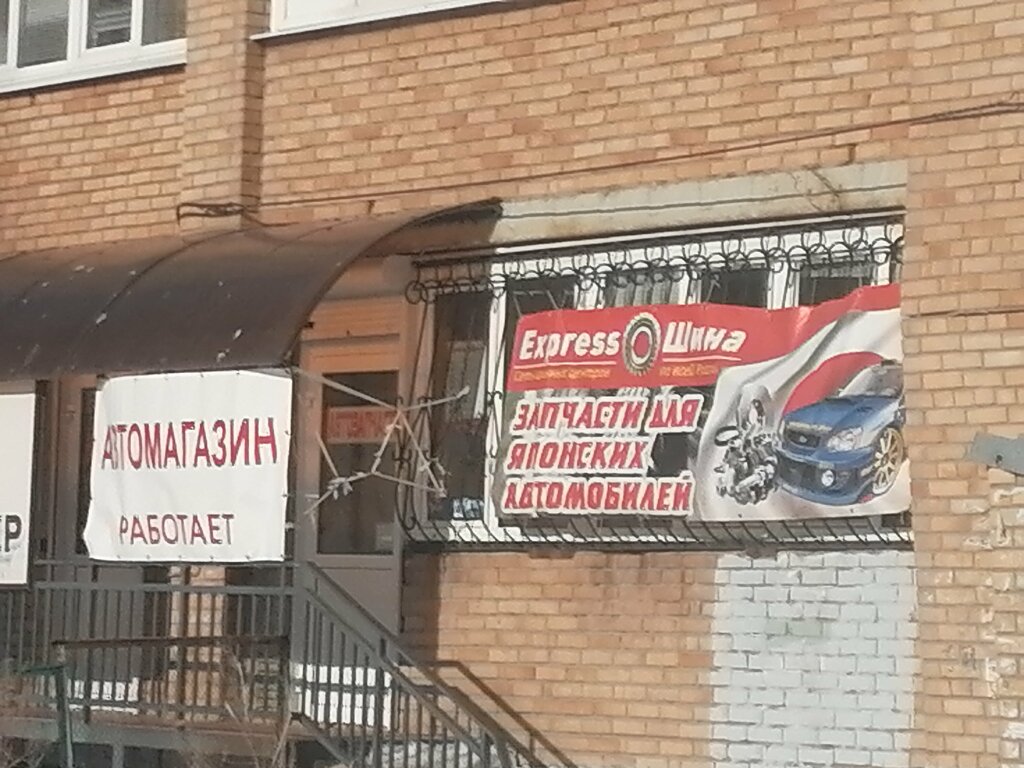 АВТОМАГАЗИН
РАБОТАЕТ
Express Шина
ЗАПЧАСТИ ДЛЯ
ЯПОНСКИХ
АВТОМОБИЛЕЙ